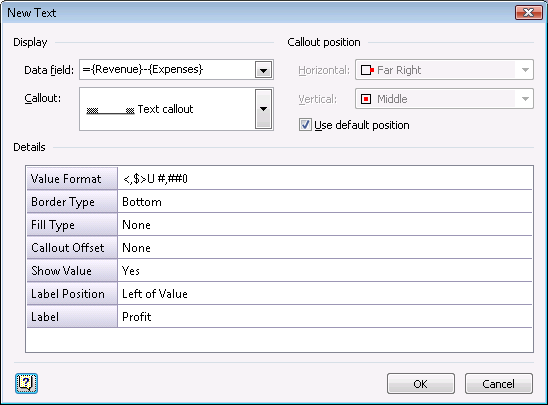 New Text
Display
Callout position
Data field: ={Revenue}-{Expenses}
Horizontal: Far Right
Callout: Text callout
Vertical: Middle
Use default position
Details
Value Format <,$>U #,##0
Border Type Bottom
Fill Type None
Callout Offset None
Show Value Yes
Label Position Left of Value
Label Profit
?
OK Cancel